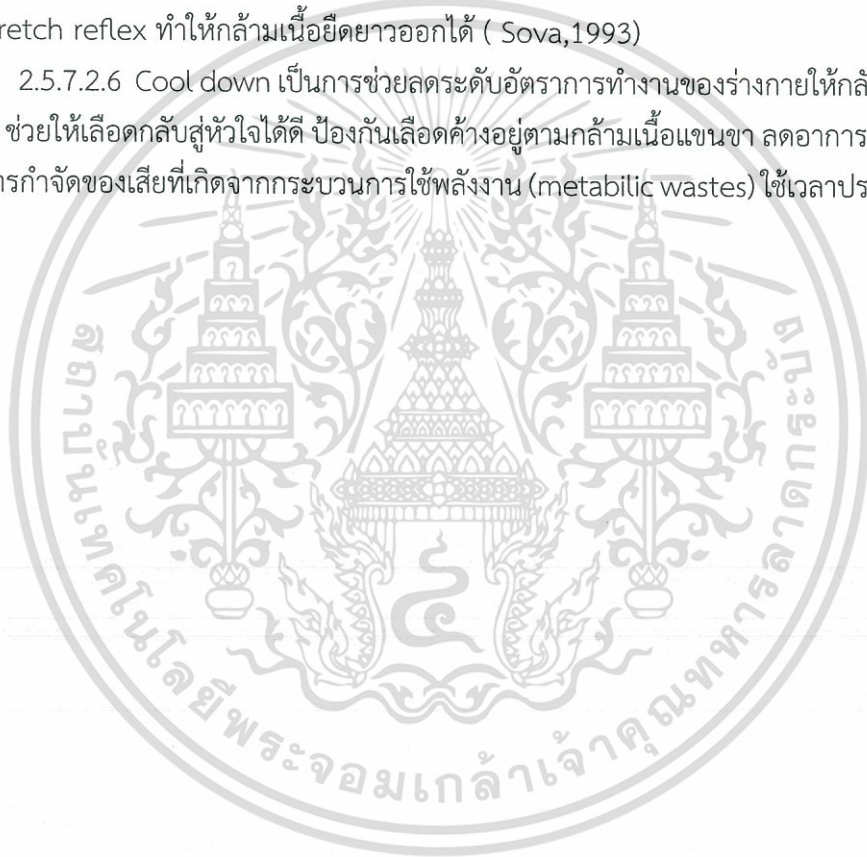 retch reflex ทำให้กล้ามเนื้อยืดยาวออกได้ ( Sova,1993)
2.5.7.2.6 Cool down เป็นการช่วยลดระดับอัตราการทำงานของร่างกายให้กลั
ช่วยให้เลือดกลับสู่หัวใจได้ดี ป้องกันเลือดค้างอยู่ตามกล้ามเนื้อแขนขา ลดอาการ
ารกำจัดของเสียที่เกิดจากกระบวนการใช้พลังงาน (metabilic wastes) ใช้เวลาประ
สถาบันเทคโนโลยีพระจอมเกล้าเจ้าคุณทหารลาดกระบัง
๔